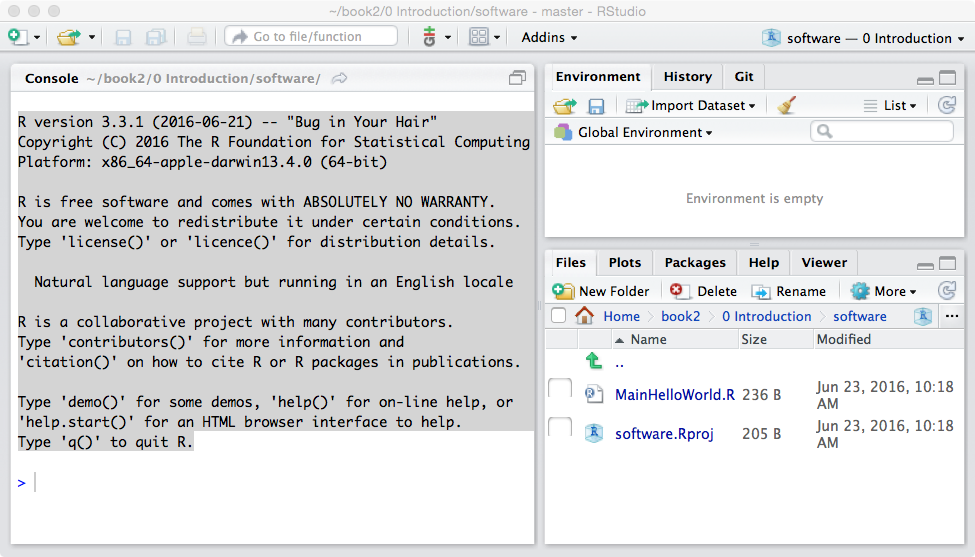 ~/book2/0 Introduction/software - master - RStudio
Go to file/function
Addins
software — 0 Introduction
Console ~/book2/0 Introduction/software/
R version 3.3.1 (2016-06-21) -- "Bug in Your Hair"
Copyright (C) 2016 The R Foundation for Statistical Computing
Platform: x86_64-apple-darwin13.4.0 (64-bit)
R is free software and comes with ABSOLUTELY NO WARRANTY.
You are welcome to redistribute it under certain conditions.
Type 'license()' or 'licence()' for distribution details.
Natural language support but running in an English locale
R is a collaborative project with many contributors.
Type 'contributors()' for more information and
'citation()' on how to cite R or R packages in publications.
Type 'demo()' for some demos, 'help()' for on-line help, or
'help.start()' for an HTML browser interface to help.
Type 'q()' to quit R.
>
Environment History Git
Import Dataset List
Global Environment
Environment is empty
Files Plots Packages Help Viewer
New Folder Delete Rename More
Home book2 0 Introduction software ...
Name Size Modified
..
MainHelloWorld.R 236 B Jun 23, 2016, 10:18 AM
software.Rproj 205 B Jun 23, 2016, 10:18 AM